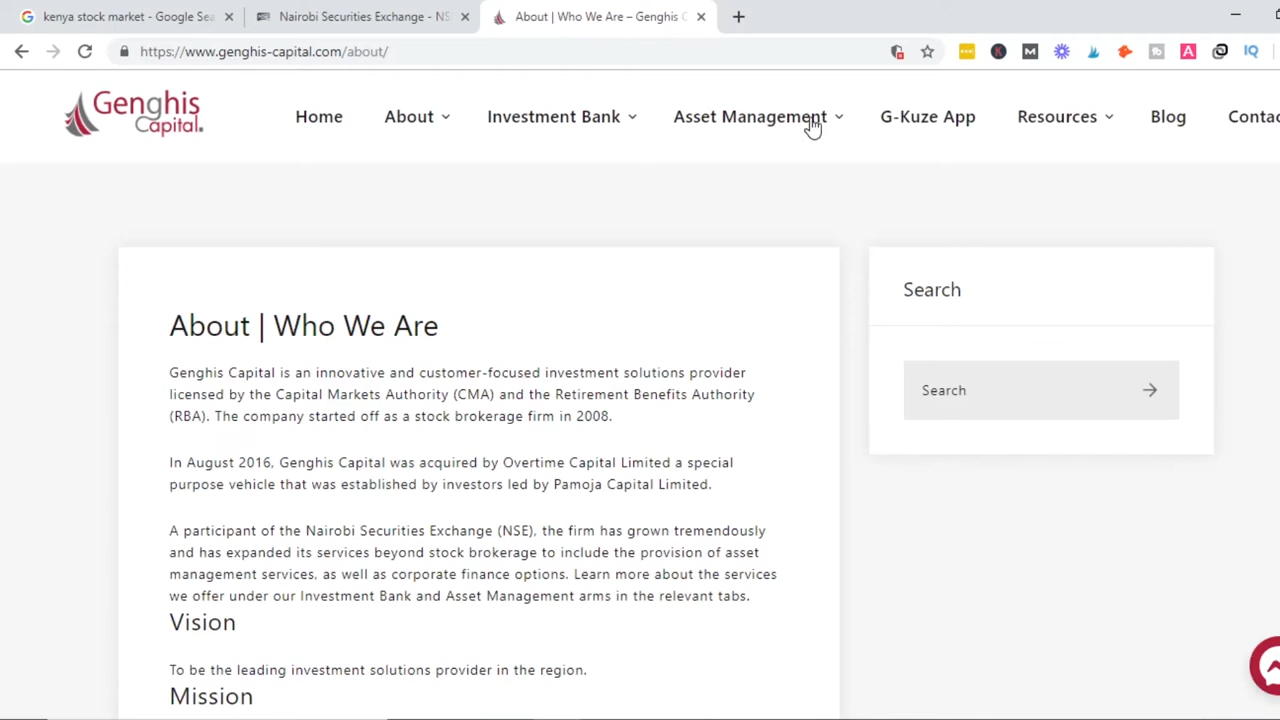 kenya stock market - Google Sea
Nairobi Securities Exchange - NS
About | Who We Are – Genghis C
https://www.genghis-capital.com/about/
Genghis
Capital.
Home
About
Investment Bank
Asset Management
G-Kuze App
Resources
Blog
Contac
About | Who We Are
Genghis Capital is an innovative and customer-focused investment solutions provider
licensed by the Capital Markets Authority (CMA) and the Retirement Benefits Authority
(RBA). The company started off as a stock brokerage firm in 2008.
In August 2016, Genghis Capital was acquired by Overtime Capital Limited a special
purpose vehicle that was established by investors led by Pamoja Capital Limited.
A participant of the Nairobi Securities Exchange (NSE), the firm has grown tremendously
and has expanded its services beyond stock brokerage to include the provision of asset
management services, as well as corporate finance options. Learn more about the services
we offer under our Investment Bank and Asset Management arms in the relevant tabs.
Vision
To be the leading investment solutions provider in the region.
Mission
Search
Search